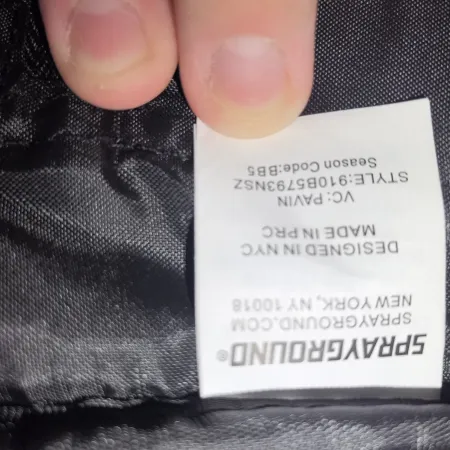 SPRAYGROUND®
SPRAYGROUND.COM
NEW YORK, NY 10018
DESIGNED IN NYC
MADE IN PRC
VC: PAVIN
STYLE:910B5793NSZ
Season Code:BB5